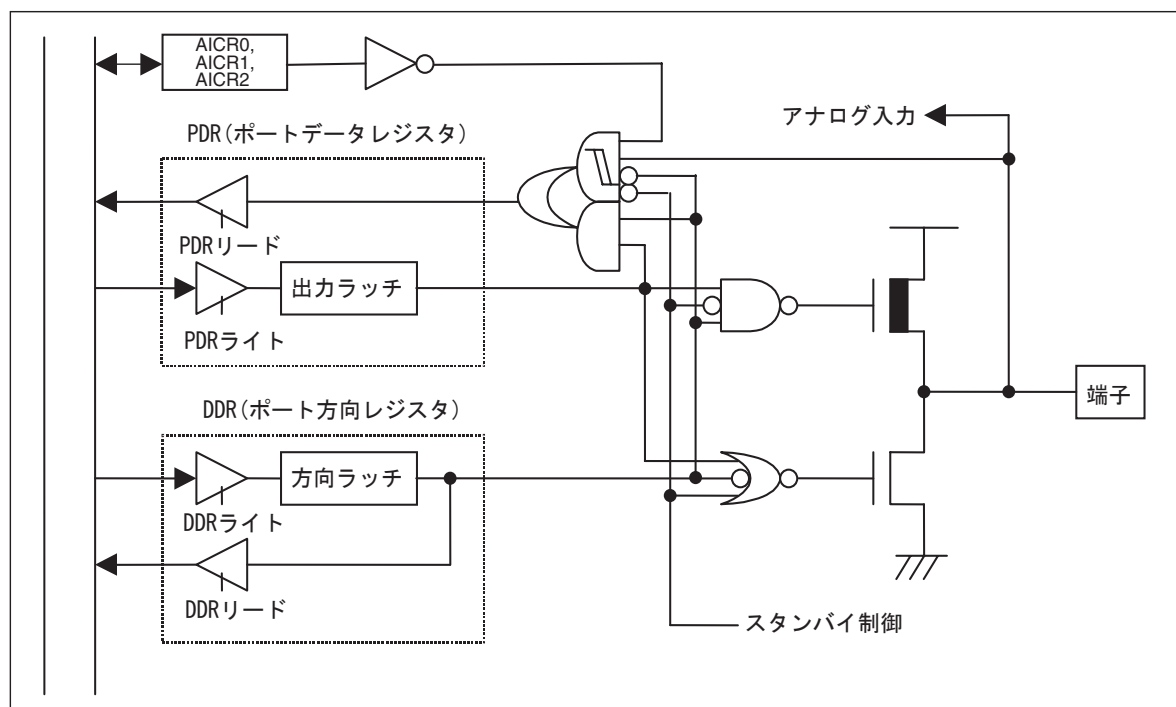 AICR0,
AICR1,
AICR2
アナログ入力
PDR(ポートデータレジスタ)
PDRリード
出力ラッチ
PDRライト
端子
DDR(ポート方向レジスタ)
方向ラッチ
DDRライト
DDRリード
スタンバイ制御